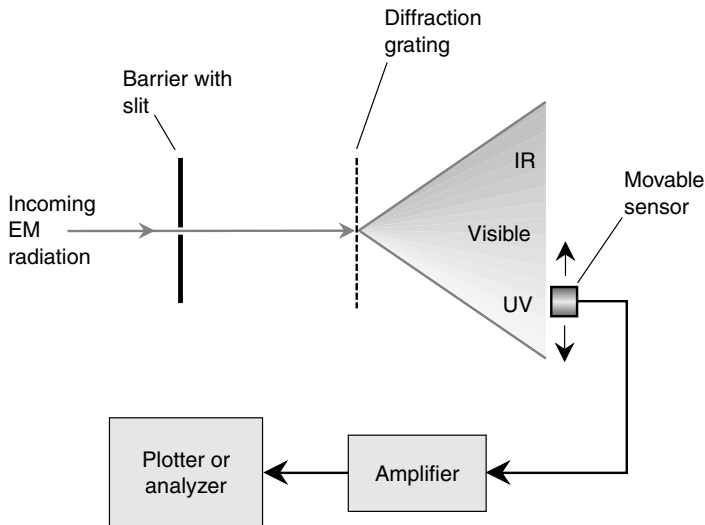 Diffraction
grating
Barrier with
slit
IR
Movable
sensor
Incoming
EM
radiation
Visible
UV
Plotter or
analyzer
Amplifier